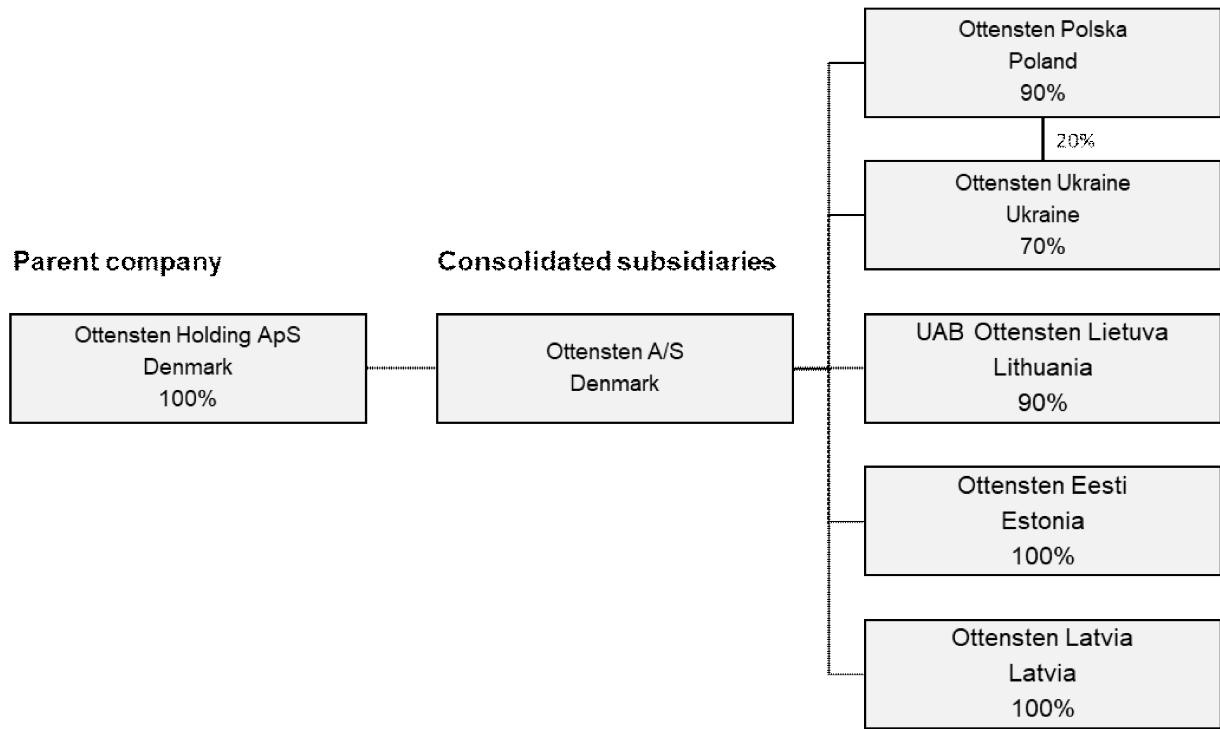 Parent company
Ottensten Holding ApS
Denmark
100%
Consolidated subsidiaries
Ottensten A/S
Denmark
Ottensten Polska
Poland
90%
20%
Ottensten Ukraine
Ukraine
70%
UAB Ottensten Lietuva
Lithuania
90%
Ottensten Eesti
Estonia
100%
Ottensten Latvia
Latvia
100%